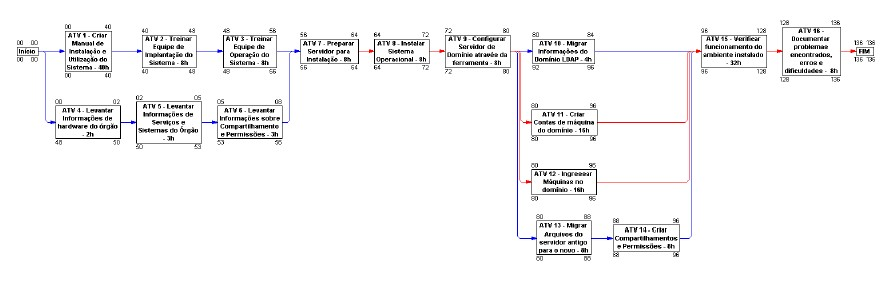 00 00
Início
00 00
00 40
ATV 1 - Criar
Manual de
Instalação e
Utilização do
Sistema - 40h
00 40
40 48
ATV 2 - Treinar
Equipe de
Implantação do
Sistema - 8h
40 48
48 56
ATV 3 - Treinar
Equipe de
Operação do
Sistema - 8h
48 56
56 64
ATV 7 - Preparar
Servidor para
Instalação - 8h
56 64
64 72
ATV 8 - Instalar
Sistema
Operacional - 8h
64 72
72 80
ATV 9 - Configurar
Servidor de
Domínio através da
ferramenta - 8h
72 80
80 84
ATV 10 - Migrar
Informações do
Domínio LDAP - 4h
92 96
96 128
ATV 15 - Verificar
funcionamento do
ambiente instalado -
32h
96 128
128 136
ATV 16 -
Documentar
problemas
encontrados,
erros e
dificuldades - 8h
128 136
136 136
FIM
136 136
00 02
ATV 4 - Levantar
Informações de
hardware do órgão
- 2h
48 50
02 05
ATV 5 - Levantar
Informações de
Serviços e
Sistemas do Órgão
- 3h
50 53
05 08
ATV 6 - Levantar
Informações sobre
Compartilhamento
e Permissões - 3h
53 56
80 96
ATV 11 - Criar
Contas de máquina
do domínio - 16h
80 96
80 96
ATV 12 - Ingressar
Máquinas no
domínio - 16h
80 96
80 88
ATV 13 - Migrar
Arquivos do
servidor antigo
para o novo - 8h
80 88
88 96
ATV 14 - Criar
Compartilhamentos
e Permissões - 8h
88 96